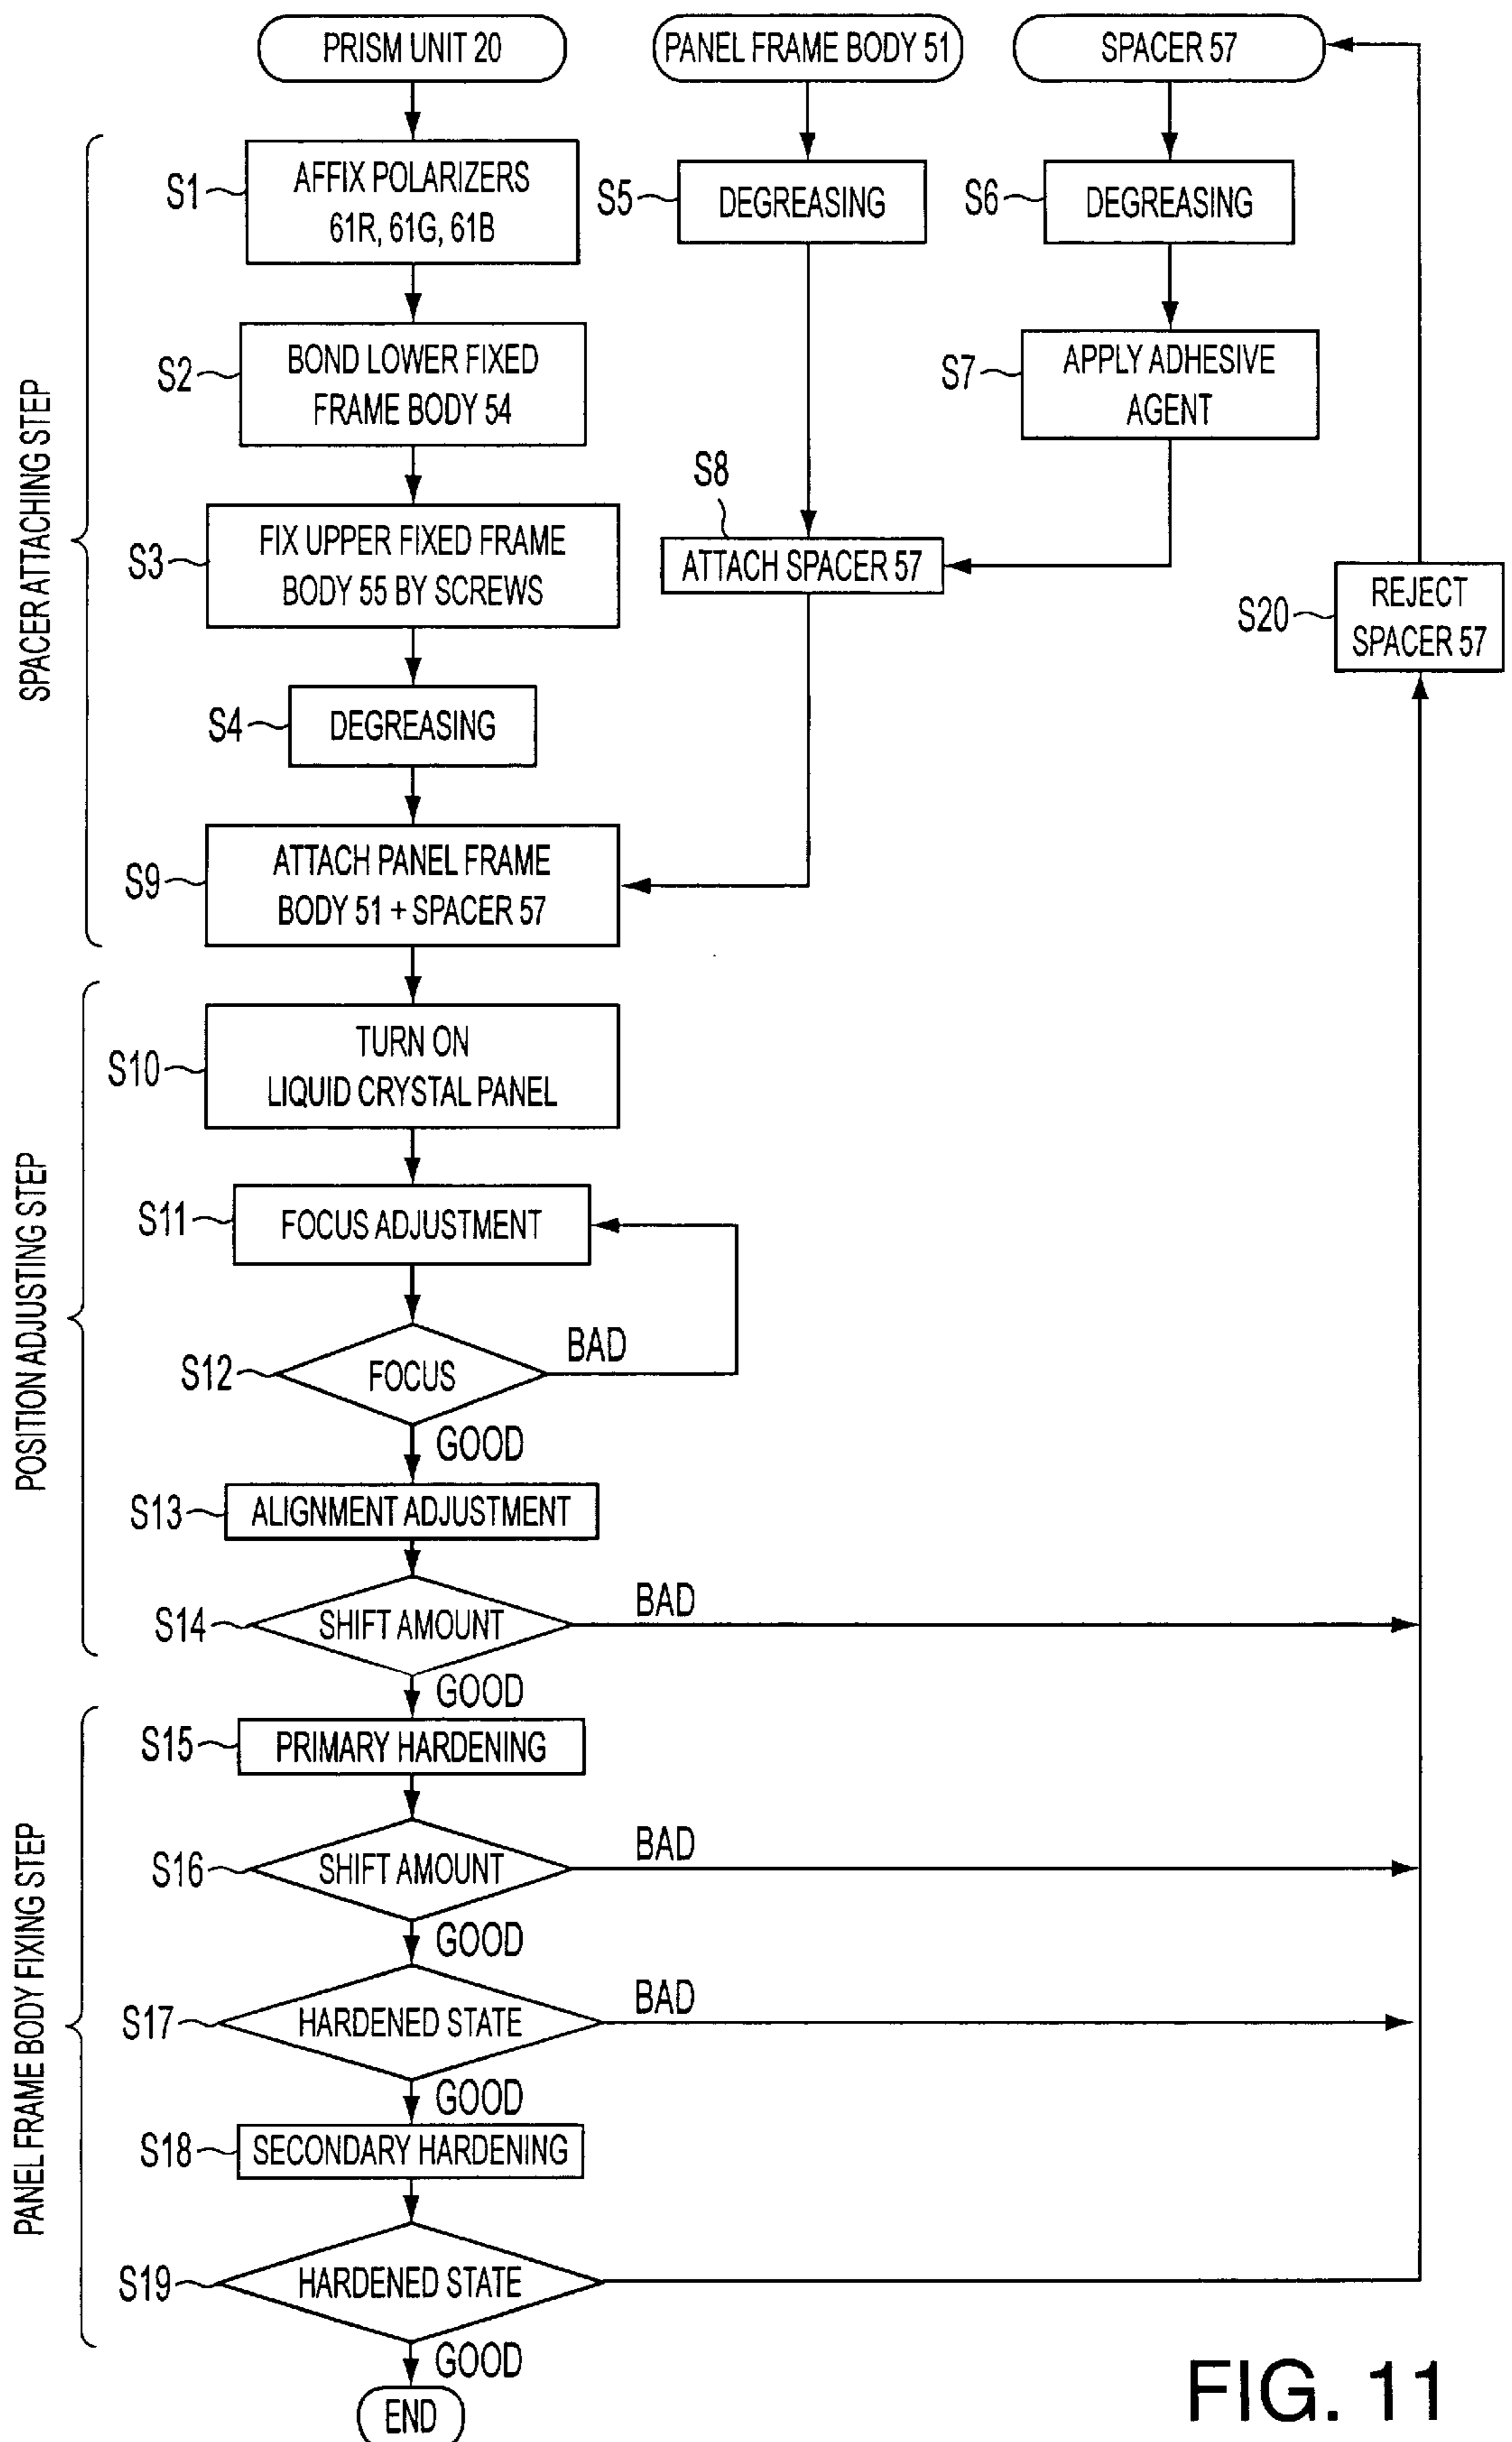 PRISM UNIT 20
PANEL FRAME BODY 51
SPACER 57
SPACER ATTACHING STEP
S1
AFFIX POLARIZERS
61R, 61G, 61B
S5
DEGREASING
S6
DEGREASING
S2
BOND LOWER FIXED
FRAME BODY 54
S7
APPLY ADHESIVE
AGENT
S3
FIX UPPER FIXED FRAME
BODY 55 BY SCREWS
S8
ATTACH SPACER 57
S20
REJECT
SPACER 57
S4
DEGREASING
S9
ATTACH PANEL FRAME
BODY 51 + SPACER 57
POSITION ADJUSTING STEP
S10
TURN ON
LIQUID CRYSTAL PANEL
S11
FOCUS ADJUSTMENT
S12
FOCUS
BAD
GOOD
S13
ALIGNMENT ADJUSTMENT
S14
SHIFT AMOUNT
BAD
GOOD
PANEL FRAME BODY FIXING STEP
S15
PRIMARY HARDENING
S16
SHIFT AMOUNT
BAD
GOOD
S17
HARDENED STATE
BAD
GOOD
S18
SECONDARY HARDENING
S19
HARDENED STATE
GOOD
END
FIG. 11